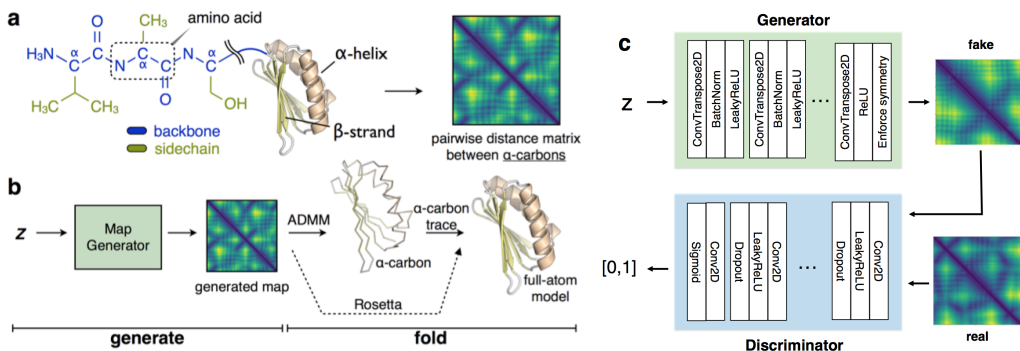 a
amino acid
CH₃
H₃N
α
O
N
C
α
N
C
α
O
H₃C
CH₃
OH
α-helix
β-strand
backbone
sidechain
pairwise distance matrix
between α-carbons
b
z
Map
Generator
generated map
ADMM
α-carbon
α-carbon
trace
full-atom
model
Rosetta
generate
fold
c
Generator
z
ConvTranspose2D
BatchNorm
LeakyReLU
ConvTranspose2D
BatchNorm
LeakyReLU
...
ConvTranspose2D
ReLU
Enforce symmetry
fake
[0,1]
Sigmoid
Conv2D
Dropout
LeakyReLU
Conv2D
...
Dropout
LeakyReLU
Conv2D
real
Discriminator